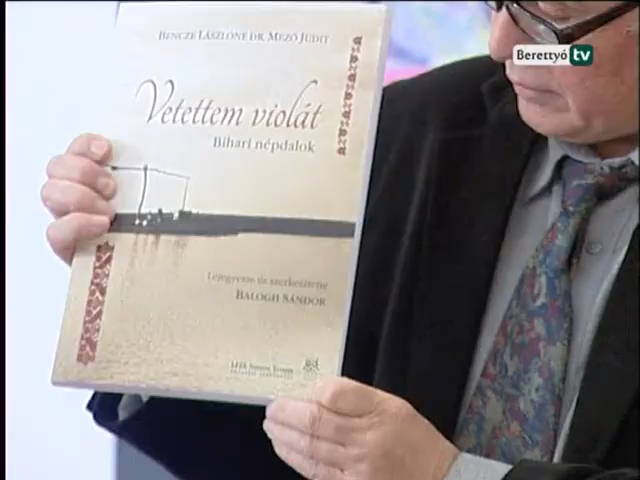 Bencze Lászlóné dr. Mező Judit
Berettyó tv
Vetettem violát
Bihari népdalok
Lejegyezte és szerkesztette
Balogh Sándor